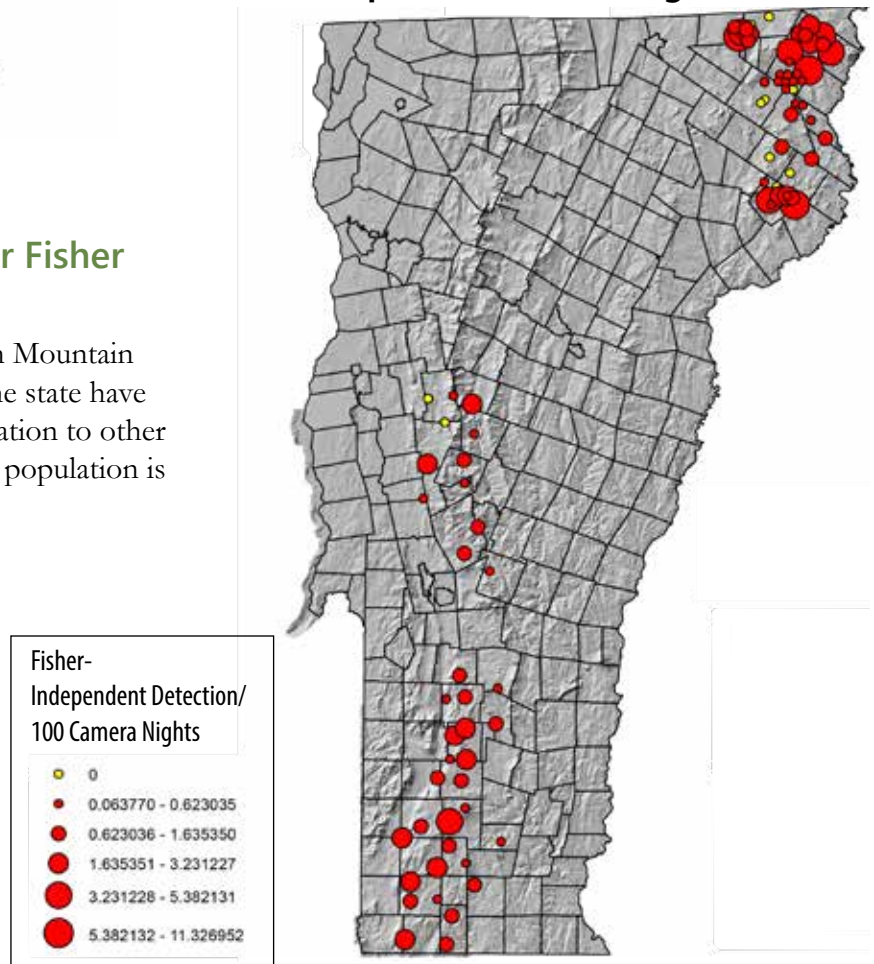 r Fisher
n Mountain
he state have
ation to other
population is
Fisher-
Independent Detection/
100 Camera Nights
0
0.063770 - 0.623035
0.623036 - 1.635350
1.635351 - 3.231227
3.231228 - 5.382131
5.382132 - 11.326952